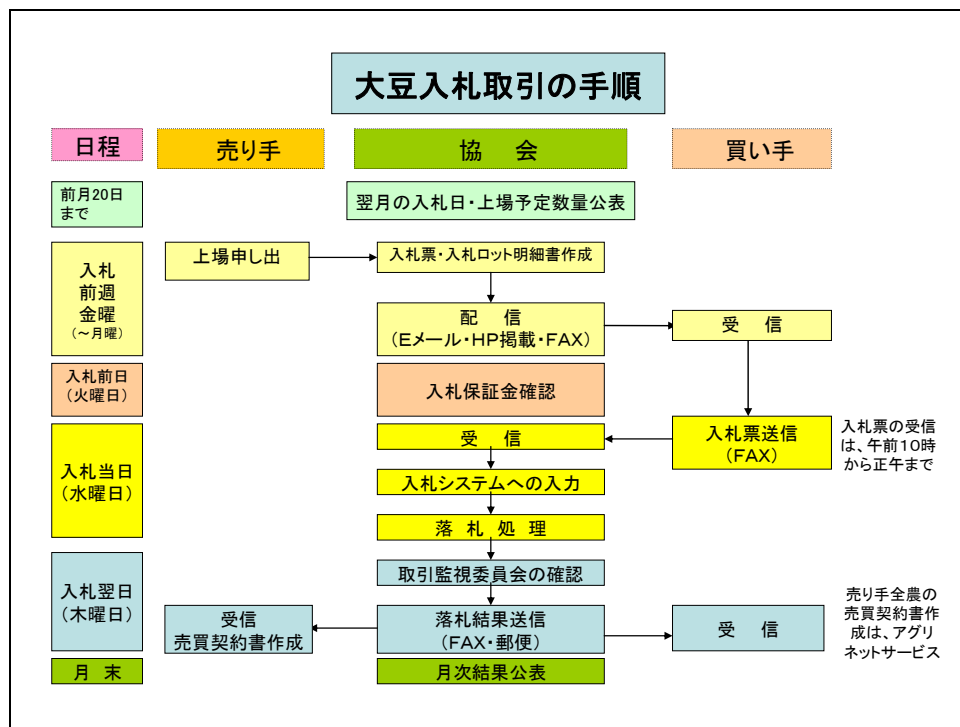 大豆入札取引の手順
日程
売り手
協　会
買い手
前月20日
まで
翌月の入札日・上場予定数量公表
入札
前週
金曜
(～月曜)
上場申し出
入札票・入札ロット明細書作成
配　信
(Eメール・HP掲載・FAX)
受　信
入札前日
(火曜日)
入札保証金確認
入札当日
(水曜日)
受　信
入札票送信
(FAX)
入札票の受信
は、午前10時
から正午まで
入札システムへの入力
落 札 処 理
入札翌日
(木曜日)
取引監視委員会の確認
受信
売買契約書作成
落札結果送信
(FAX・郵便)
受　信
売り手全農の
売買契約書作
成は、アグリ
ネットサービス
月 末
月次結果公表